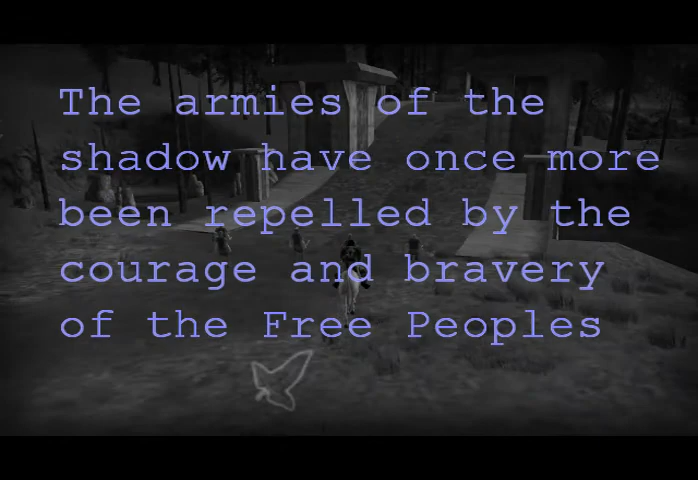 The armies of the
shadow have once more
been repelled by the
courage and bravery
of the Free Peoples